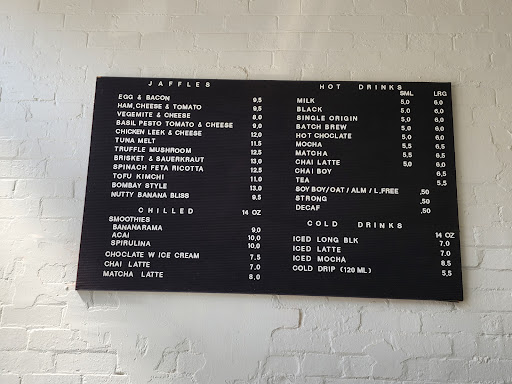 JAFFLES
EGG & BACON 9,5
HAM,CHEESE & TOMATO 9,5
VEGEMITE & CHEESE 8.0
BASIL PESTO TOMATO & CHEESE 9,0
CHICKEN LEEK & CHEESE 12,0
TUNA MELT 11,5
TRUFFLE MUSHROOM 12,5
BRISKET & SAUERKRAUT 13,0
SPINACH FETA RICOTTA 12,5
TOFU KIMCHI 11,0
BOMBAY STYLE 13,0
NUTTY BANANA BLISS 9,5
CHILLED 14 OZ
SMOOTHIES
BANANARAMA 9,0
ACAI 10,0
SPIRULINA 10,0
CHOCLATE W ICE CREAM 7.5
CHAI LATTE 7,0
MATCHA LATTE 8,0
HOT DRINKS
SML LRG
MILK 5,0 6,0
BLACK 5,0 6,0
SINGLE ORIGIN 5,0 6,0
BATCH BREW 5,0 6,0
HOT CHOCLATE 5,0 6,0
MOCHA 5,5 6,5
MATCHA 5,5 6,5
CHAI LATTE 5,0 6,0
CHAI BOY 6,5
TEA 5,5
SOY BOY/OAT / ALM / L,FREE ,50
STRONG ,50
DECAF ,50
COLD DRINKS
14 OZ
ICED LONG BLK 7,0
ICED LATTE 7,0
ICED MOCHA 8,5
COLD DRIP (120 ML) 5,5